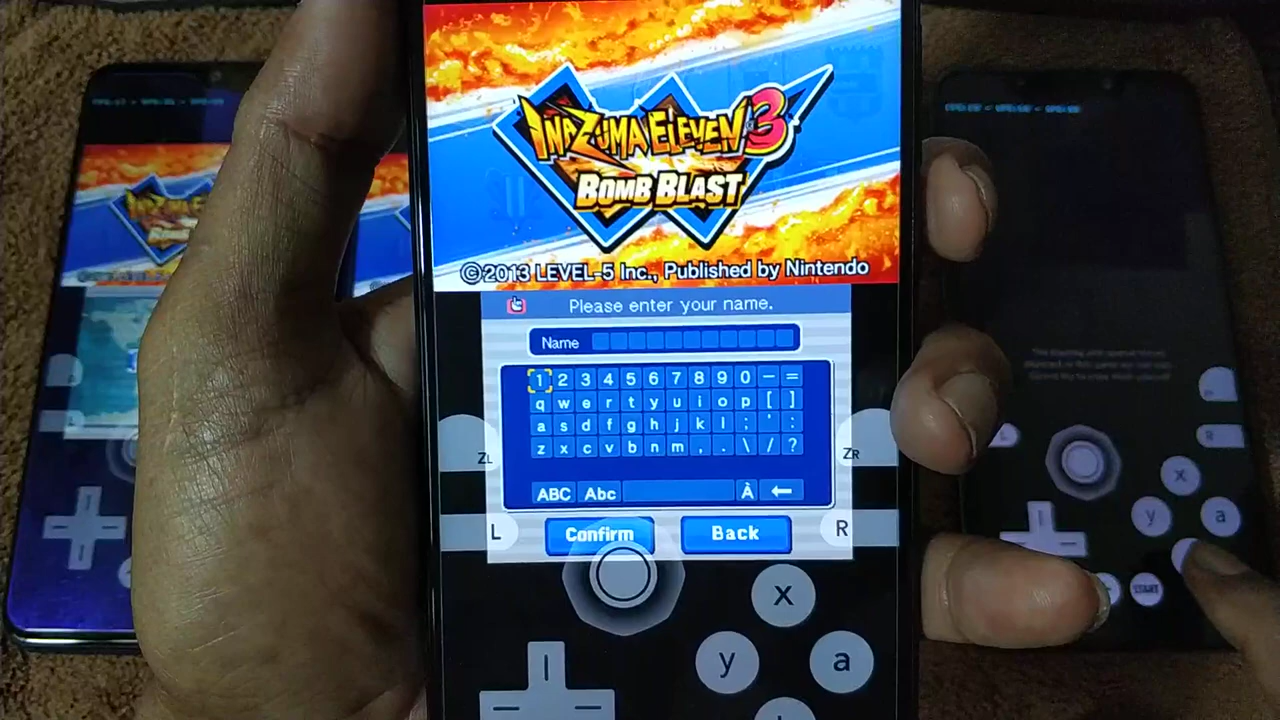 INAZUMA ELEVEN 3
BOMB BLAST
©2013 LEVEL-5 Inc., Published by Nintendo
Please enter your name.
Name
1 2 3 4 5 6 7 8 9 0 - =
q w e r t y u i o p [ ]
a s d f g h j k l ; ' :
z x c v b n m , . \ / ?
ABC Abc À ←
Confirm Back
ZL ZR
L R
x
y a
L R
x
y a
START